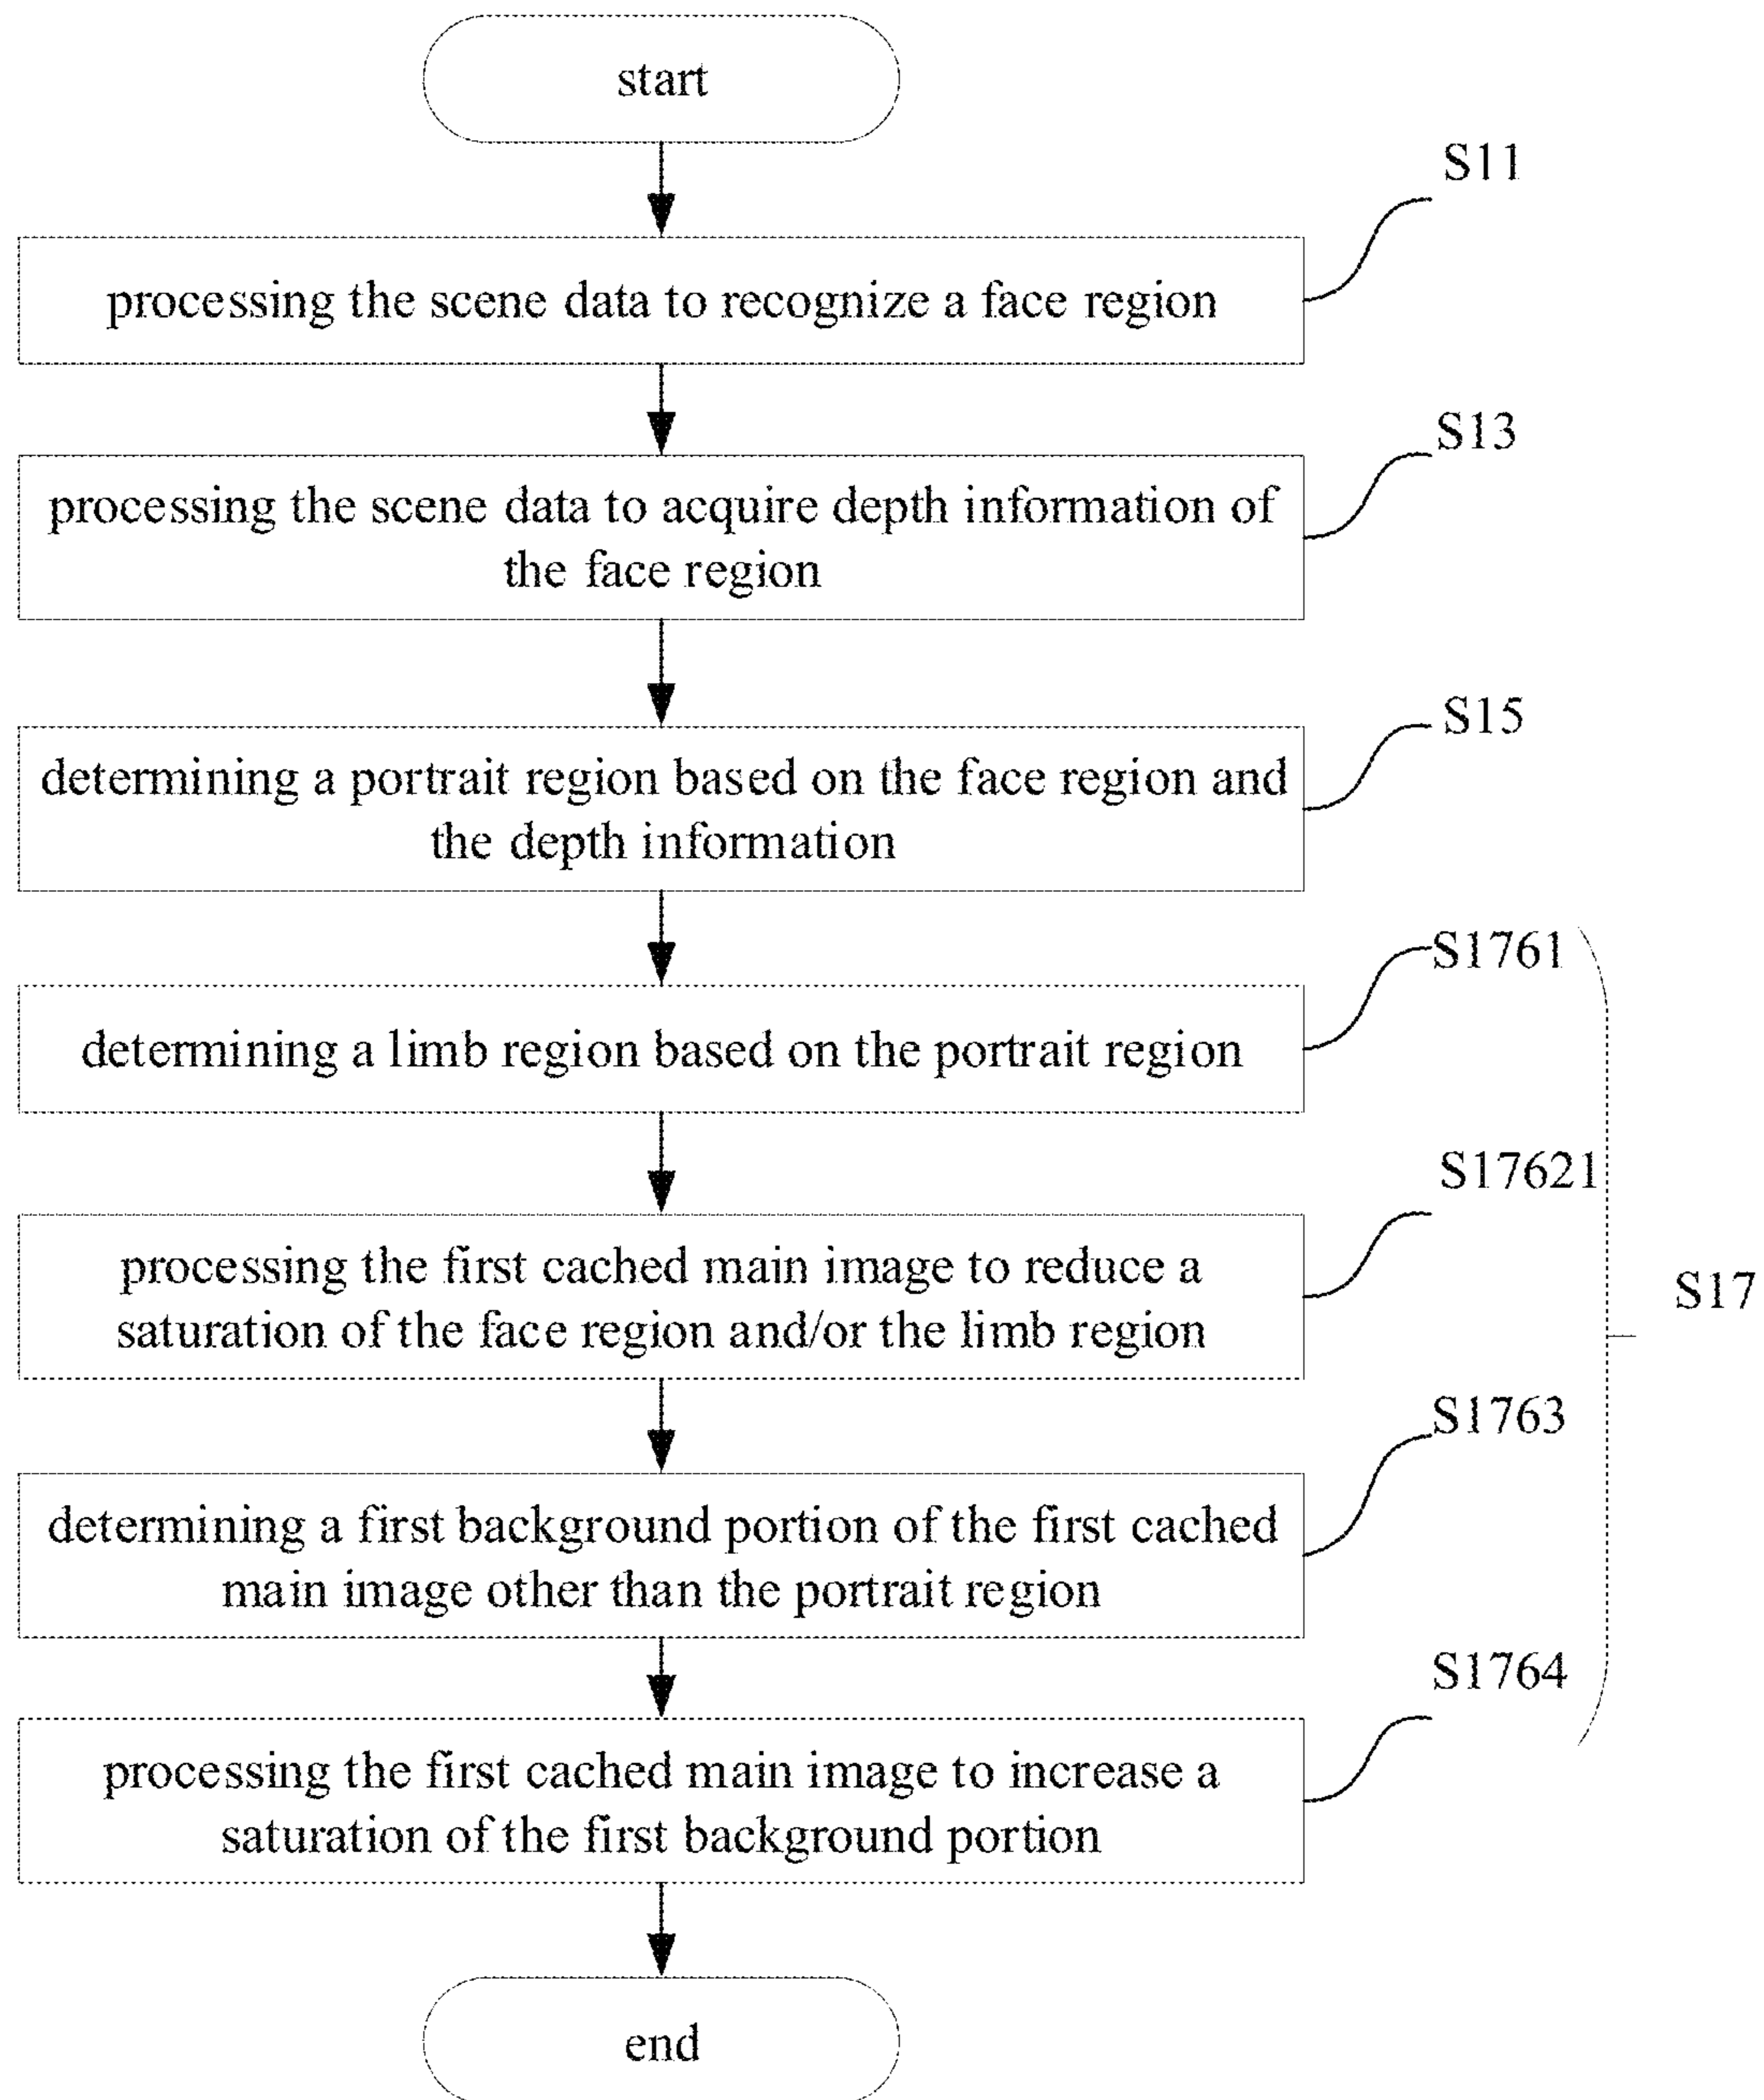 start
S11
processing the scene data to recognize a face region
S13
processing the scene data to acquire depth information of
the face region
S15
determining a portrait region based on the face region and
the depth information
S1761
determining a limb region based on the portrait region
S17621
processing the first cached main image to reduce a
saturation of the face region and/or the limb region
S17
S1763
determining a first background portion of the first cached
main image other than the portrait region
S1764
processing the first cached main image to increase a
saturation of the first background portion
end